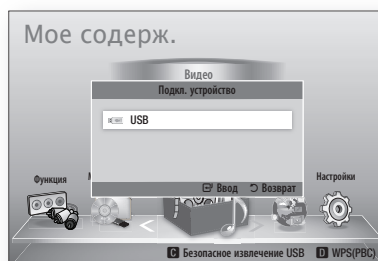 Мое содерж.
Видео
Подкл. устройство
USB
Ввод Возврат
Функция
Настройки
C Безопасное извлечение USB D WPS(PBC)